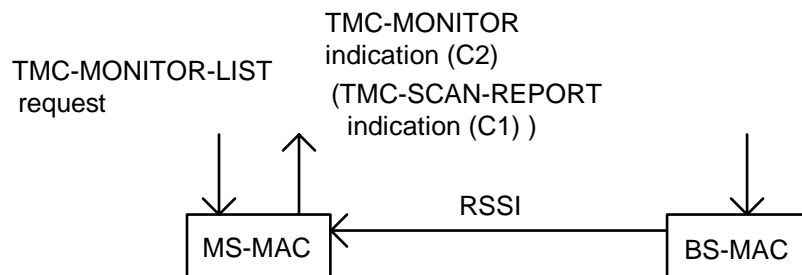 TMC-MONITOR-LIST
request
TMC-MONITOR
indication (C2)
(TMC-SCAN-REPORT
indication (C1) )
RSSI
MS-MAC
BS-MAC